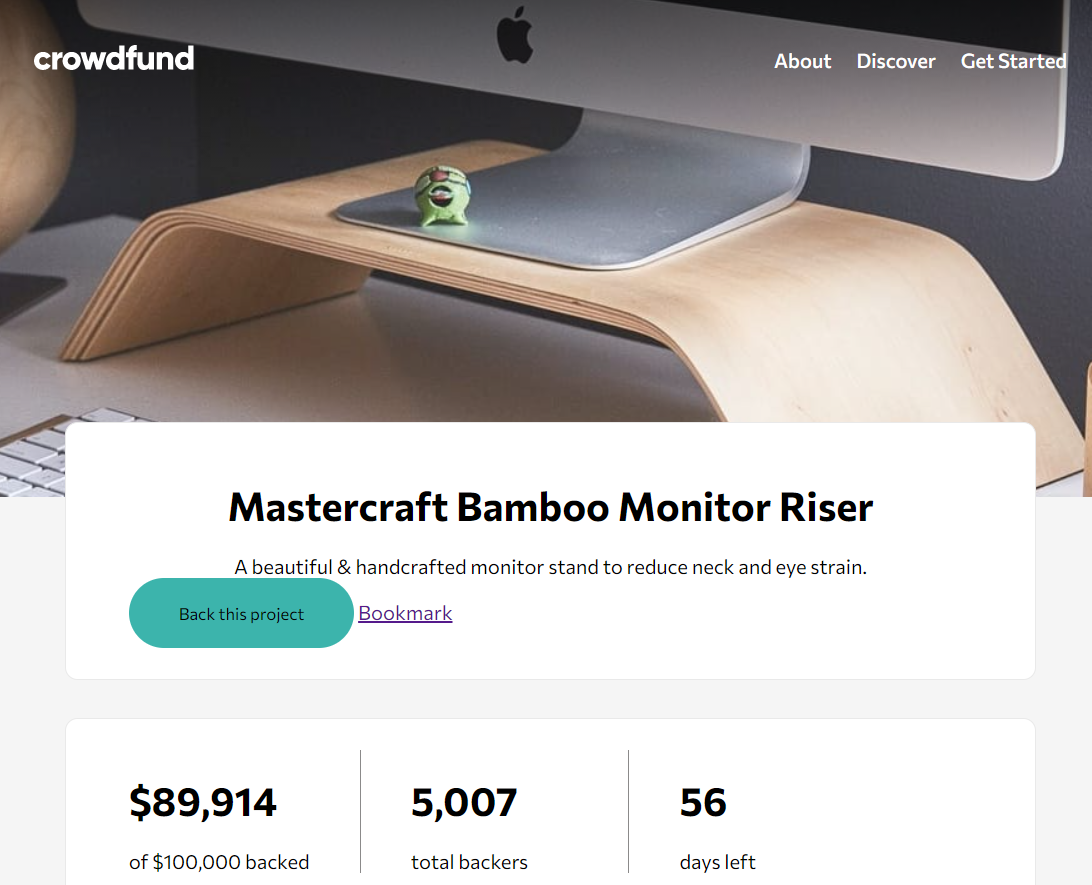 crowdfund
About Discover Get Started
Mastercraft Bamboo Monitor Riser
A beautiful & handcrafted monitor stand to reduce neck and eye strain.
Back this project Bookmark
$89,914 5,007 56
of $100,000 backed total backers days left